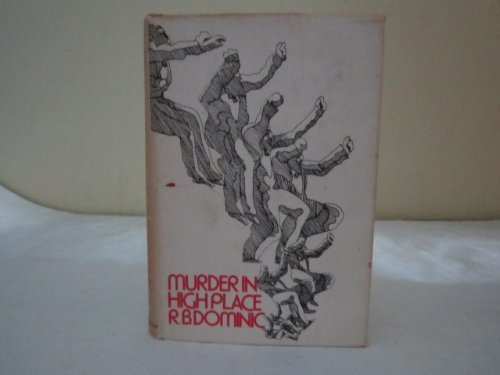 MURDER IN
HIGH PLACE
R.B.DOMINIC